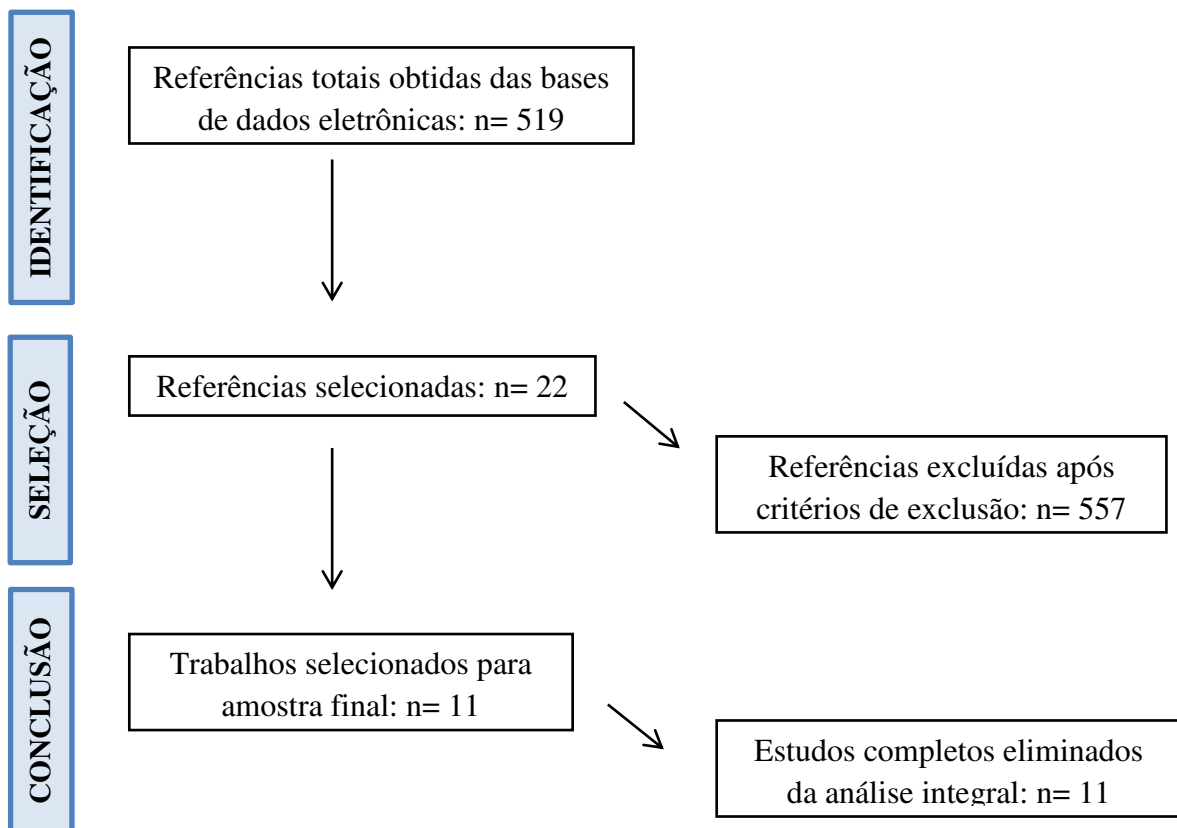 IDENTIFICAÇÃO
Referências totais obtidas das bases
de dados eletrônicas: n= 519
SELEÇÃO
Referências selecionadas: n= 22
Referências excluídas após
critérios de exclusão: n= 557
CONCLUSÃO
Trabalhos selecionados para
amostra final: n= 11
Estudos completos eliminados
da análise integral: n= 11